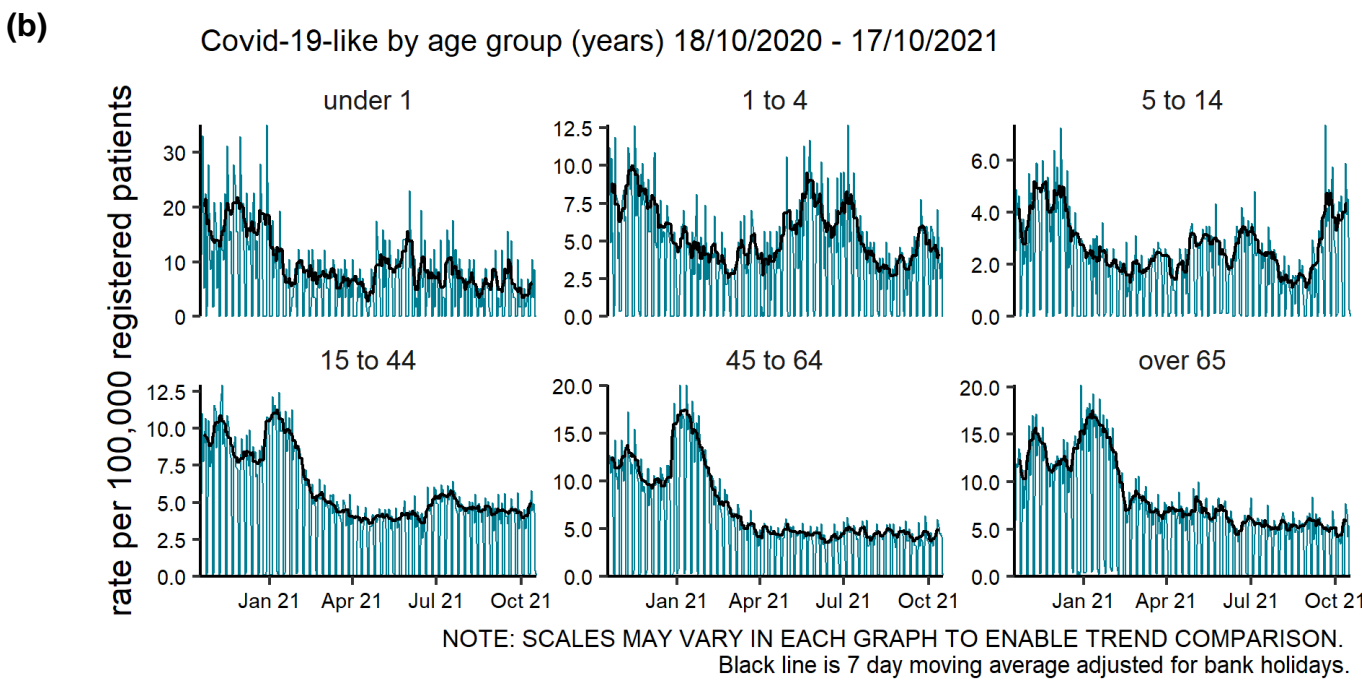 (b)
Covid-19-like by age group (years) 18/10/2020 - 17/10/2021
rate per 100,000 registered patients
under 1
30
20
10
0
1 to 4
12.5
10.0
7.5
5.0
2.5
0.0
5 to 14
6.0
4.0
2.0
0.0
15 to 44
12.5
10.0
7.5
5.0
2.5
0.0
Jan 21 Apr 21 Jul 21 Oct 21
45 to 64
20.0
15.0
10.0
5.0
0.0
Jan 21 Apr 21 Jul 21 Oct 21
over 65
20.0
15.0
10.0
5.0
0.0
Jan 21 Apr 21 Jul 21 Oct 21
NOTE: SCALES MAY VARY IN EACH GRAPH TO ENABLE TREND COMPARISON.
Black line is 7 day moving average adjusted for bank holidays.